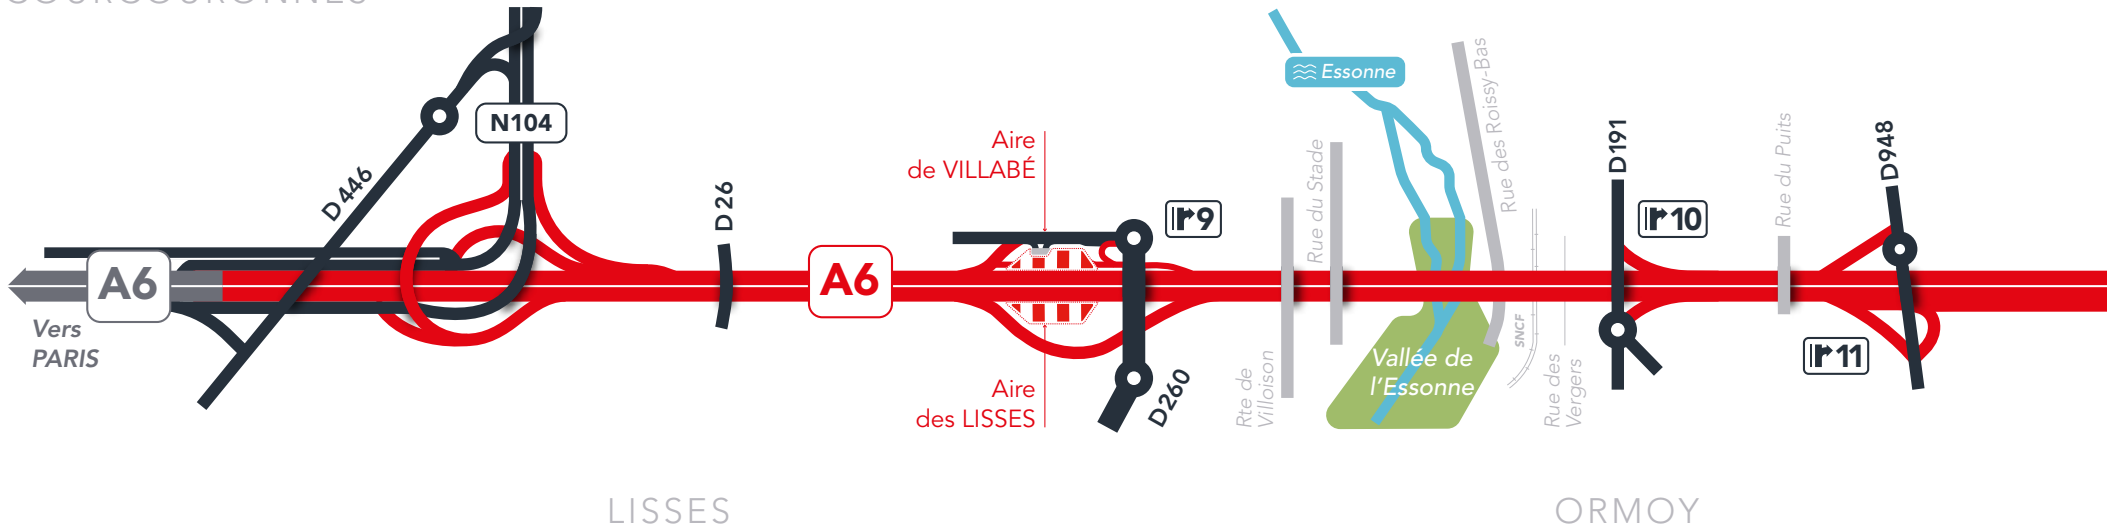 COURCOURONNES
N104
D 446
A6
Vers
PARIS
D 26
A6
Aire
de VILLABÉ
Aire
des LISSES
9
D260
Rte de
Villoison
Rue du Stade
Essonne
Vallée de
l'Essonne
Rue des Roissy-Bas
SNCF
Rue des
Vergers
D191
10
Rue du Puits
11
D948
LISSES
ORMOY